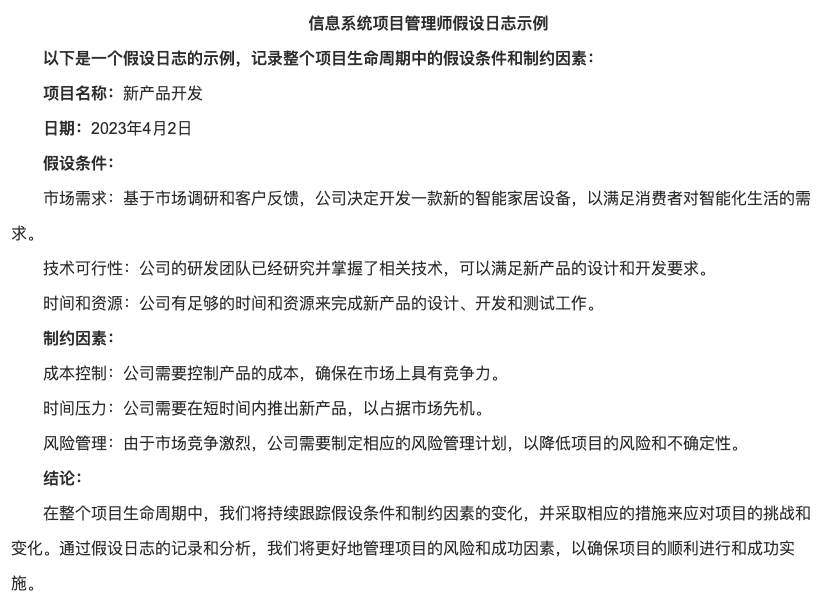 信息系统项目管理师假设日志示例
以下是一个假设日志的示例，记录整个项目生命周期中的假设条件和制约因素：
项目名称：新产品开发
日期：2023年4月2日
假设条件：
市场需求：基于市场调研和客户反馈，公司决定开发一款新的智能家居设备，以满足消费者对智能化生活的需
求。
技术可行性：公司的研发团队已经研究并掌握了相关技术，可以满足新产品的设计和开发要求。
时间和资源：公司有足够的时间和资源来完成新产品的设计、开发和测试工作。
制约因素：
成本控制：公司需要控制产品的成本，确保在市场上具有竞争力。
时间压力：公司需要在短时间内推出新产品，以占据市场先机。
风险管理：由于市场竞争激烈，公司需要制定相应的风险管理计划，以降低项目的风险和不确定性。
结论：
在整个项目生命周期中，我们将持续跟踪假设条件和制约因素的变化，并采取相应的措施来应对项目的挑战和
变化。通过假设日志的记录和分析，我们将更好地管理项目的风险和成功因素，以确保项目的顺利进行和成功实
施。